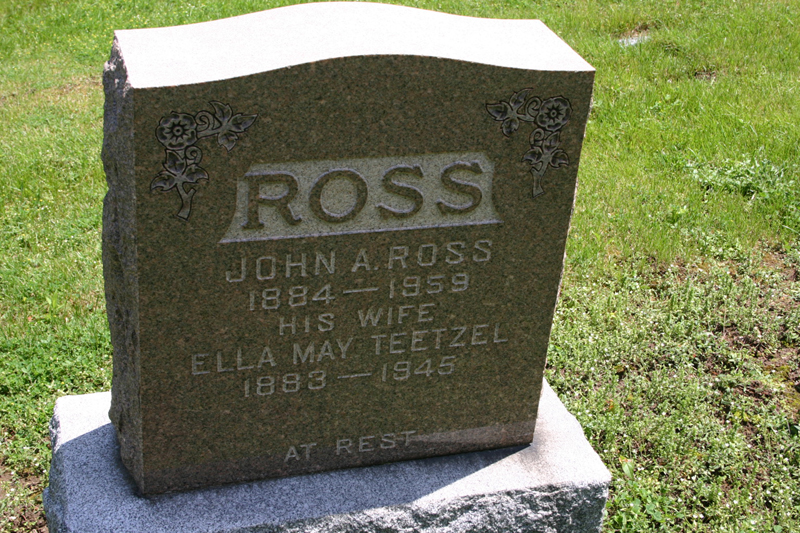 ROSS
JOHN A. ROSS
1884 — 1959
HIS WIFE
ELLA MAY TEETZEL
1883 — 1945
AT REST